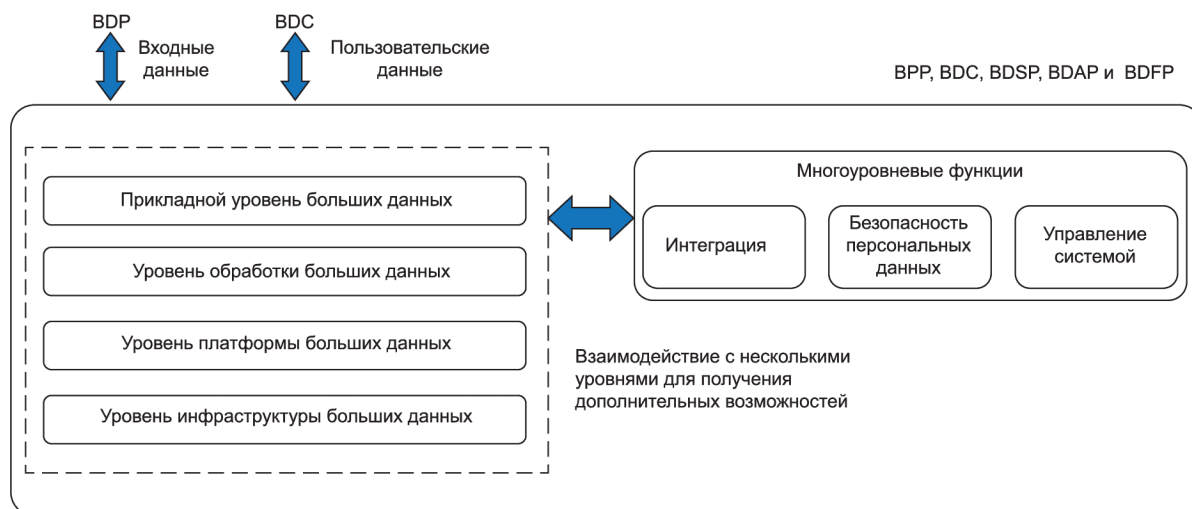 BDP
Входные
данные
BDC
Пользовательские
данные
BPP, BDC, BDSP, BDAP и BDFP
Прикладной уровень больших данных
Уровень обработки больших данных
Уровень платформы больших данных
Уровень инфраструктуры больших данных
Многоуровневые функции
Интеграция
Безопасность
персональных
данных
Управление
системой
Взаимодействие с несколькими
уровнями для получения
дополнительных возможностей